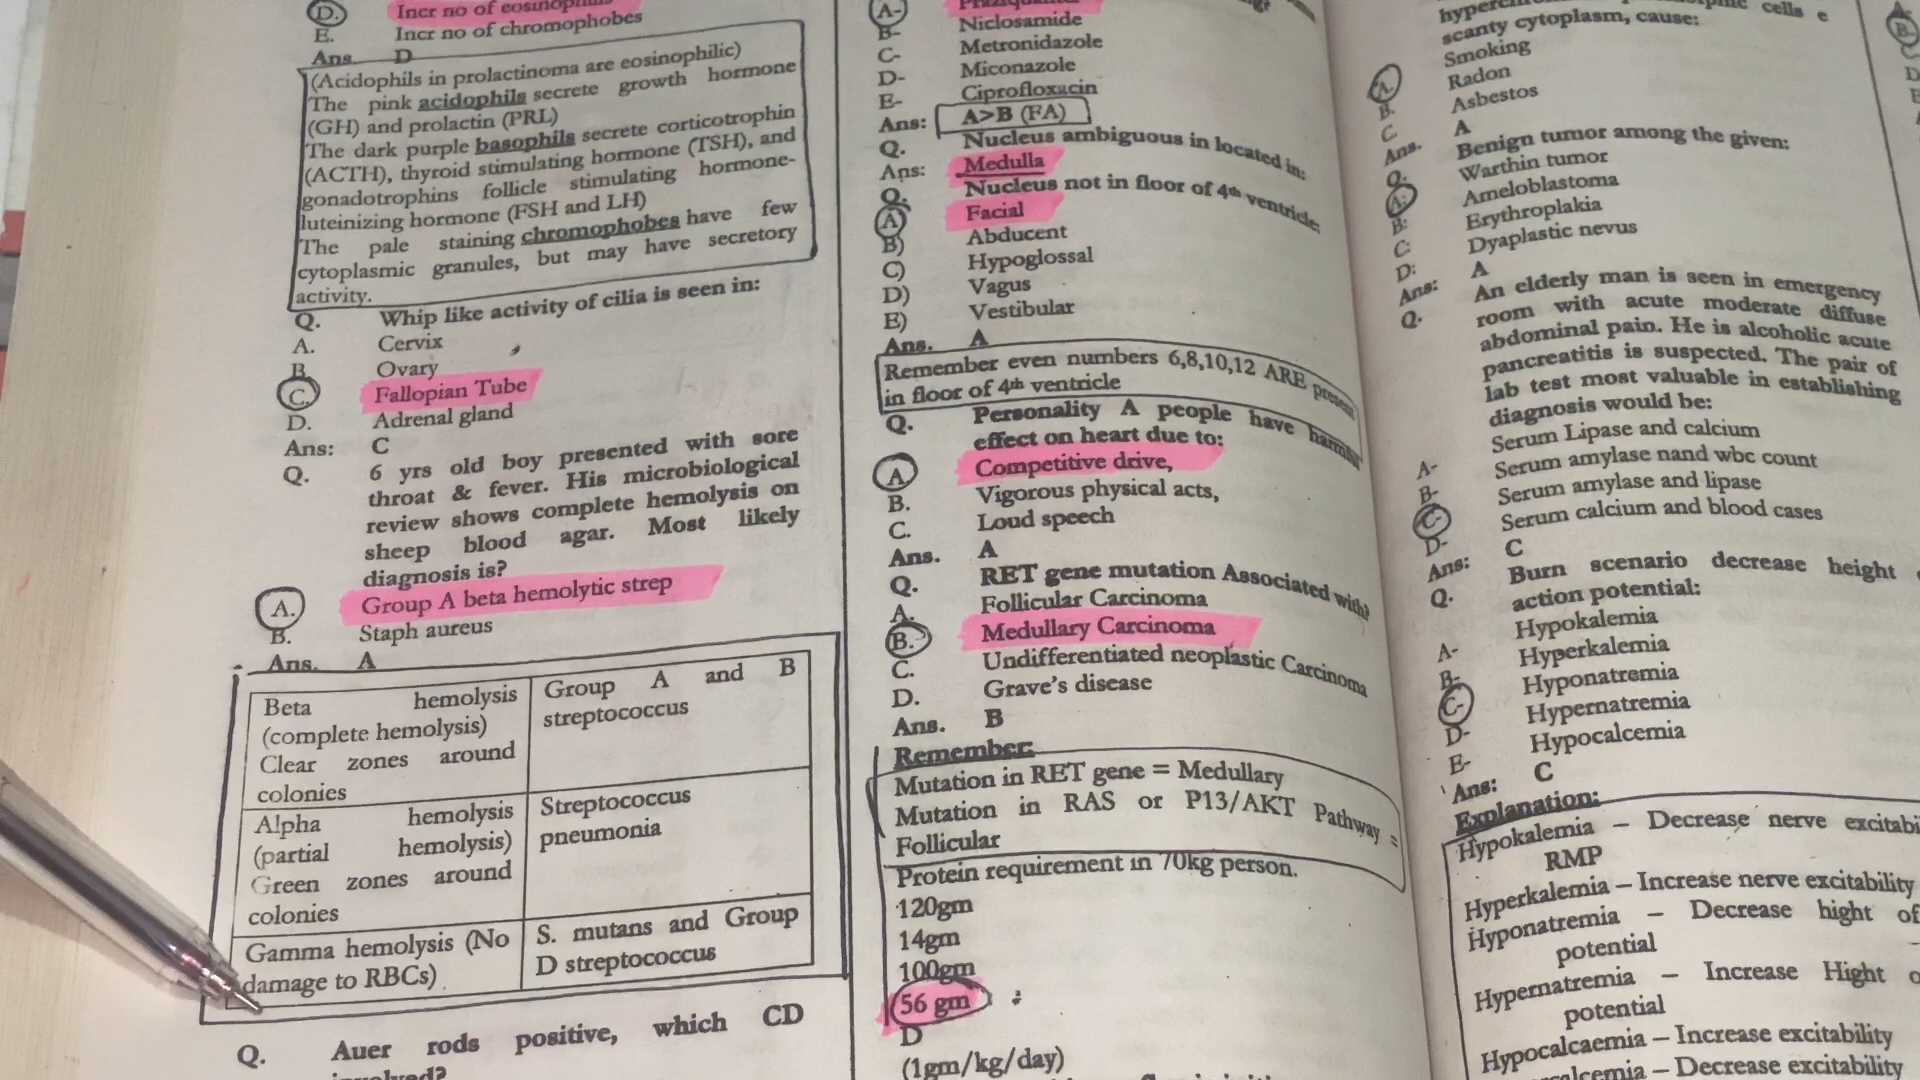 D. Incr no of
E. Incr no of chromophobes
Ans. D
(Acidophils in prolactinoma are eosinophilic)
The pink acidophils secrete growth hormone
(GH) and prolactin (PRL)
The dark purple basophils secrete corticotrophin
(ACTH), thyroid stimulating hormone (TSH), and
gonadotrophins follicle stimulating hormone-
luteinizing hormone (FSH and LH)
The pale staining chromophobes have few
cytoplasmic granules, but may have secretory
activity.
Q. Whip like activity of cilia is seen in:
A. Cervix
B. Ovary
C. Fallopian Tube
D. Adrenal gland
Ans: C
Q. 6 yrs old boy presented with sore
throat & fever. His microbiological
review shows complete hemolysis on
sheep blood agar. Most likely
diagnosis is?
A. Group A beta hemolytic strep
B. Staph aureus
Ans. A
Beta hemolysis
(complete hemolysis)
Clear zones around
colonies
Group A and B
streptococcus
Alpha hemolysis
(partial hemolysis)
Green zones around
colonies
Streptococcus
pneumonia
Gamma hemolysis (No
damage to RBCs)
S. mutans and Group
D streptococcus
Q. Auer rods positive, which CD
A-
B- Niclosamide
C- Metronidazole
D- Miconazole
E- Ciprofloxacin
Ans: A>B (FA)
Q. Nucleus ambiguous in located in:
Ans: Medulla
Q. Nucleus not in floor of 4th ventricle:
A) Facial
B) Abducent
C) Hypoglossal
D) Vagus
E) Vestibular
Ans. A
Remember even numbers 6,8,10,12 ARE present
in floor of 4th ventricle
Q. Personality A people have
effect on heart due to:
A Competitive drive,
B. Vigorous physical acts,
C. Loud speech
Ans. A
Q. RET gene mutation Associated with?
A. Follicular Carcinoma
B. Medullary Carcinoma
C. Undifferentiated neoplastic Carcinoma
D. Grave's disease
Ans. B
Remember:
Mutation in RET gene = Medullary
Mutation in RAS or P13/AKT Pathway =
Follicular
Protein requirement in 70kg person.
120gm
14gm
100gm
56 gm
D
(1gm/kg/day)
cells
scanty cytoplasm, cause:
A. Smoking
B. Radon
C Asbestos
Ans. A
Q. Benign tumor among the given:
A: Warthin tumor
B: Ameloblastoma
C: Erythroplakia
D: Dyaplastic nevus
Ans: A
Q. An elderly man is seen in emergency
room with acute moderate diffuse
abdominal pain. He is alcoholic acute
pancreatitis is suspected. The pair of
lab test most valuable in establishing
diagnosis would be:
A- Serum Lipase and calcium
B- Serum amylase nand wbc count
C- Serum amylase and lipase
D- Serum calcium and blood cases
Ans: C
Q. Burn scenario decrease height
action potential:
A- Hypokalemia
B- Hyperkalemia
C- Hyponatremia
D- Hypernatremia
E- Hypocalcemia
Ans: C
Explanation:
Hypokalemia – Decrease nerve
RMP
Hyperkalemia – Increase nerve excitability
Hyponatremia – Decrease hight of
potential
Hypernatremia – Increase Hight
potential
Hypocalcaemia – Increase excitability
– Decrease excitability